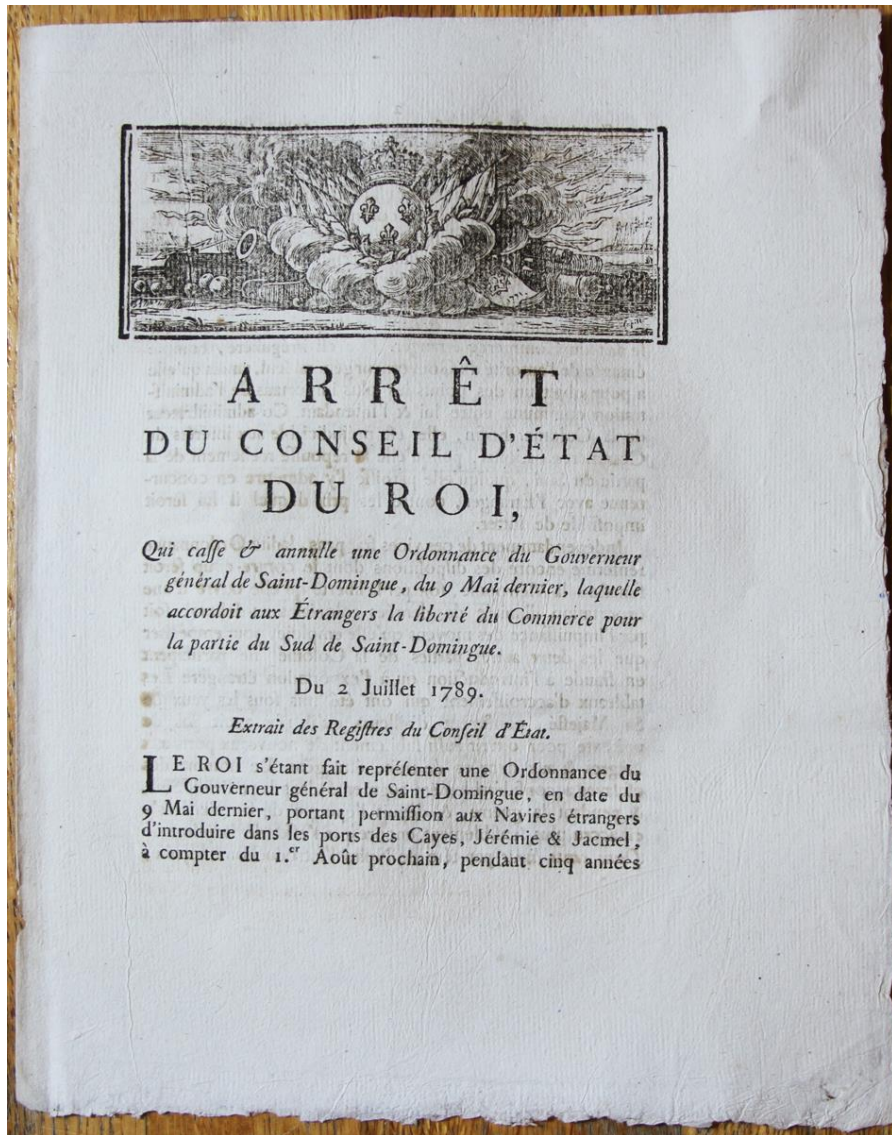 ARRÊT
DU CONSEIL D'ÉTAT
DU ROI,
Qui caſſe & annulle une Ordonnance du Gouverneur
général de Saint-Domingue, du 9 Mai dernier, laquelle
accordoit aux Étrangers la liberté du Commerce pour
la partie du Sud de Saint-Domingue.
Du 2 Juillet 1789.
Extrait des Regiſtres du Conſeil d'État.
LE ROI s'étant fait repréſenter une Ordonnance du
Gouverneur général de Saint-Domingue, en date du
9 Mai dernier, portant permiſſion aux Navires étrangers
d'introduire dans les ports des Cayes, Jérémie & Jacmel,
à compter du 1.er Août prochain, pendant cinq années